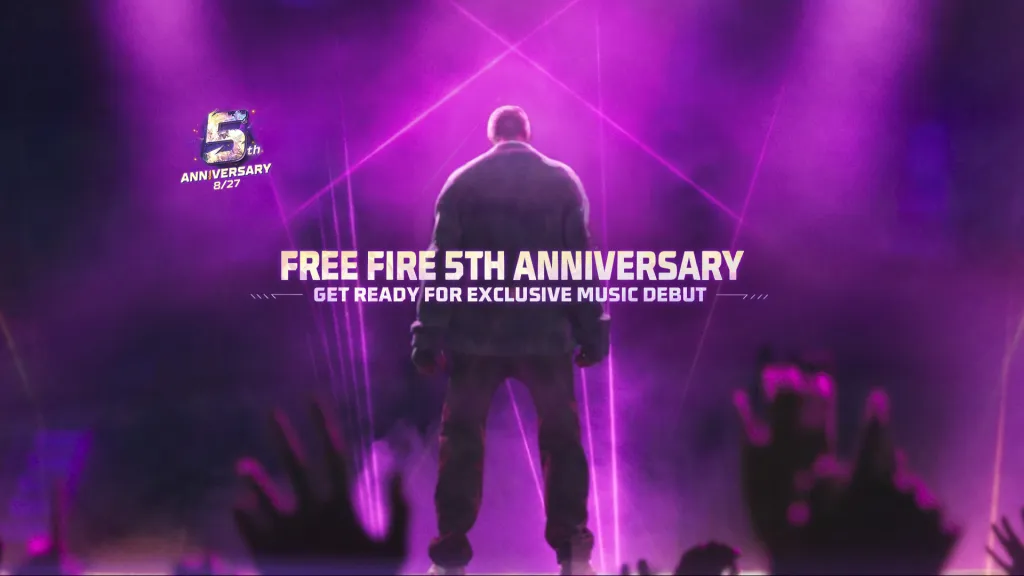 5th
ANNIVERSARY
8/27
FREE FIRE 5TH ANNIVERSARY
GET READY FOR EXCLUSIVE MUSIC DEBUT